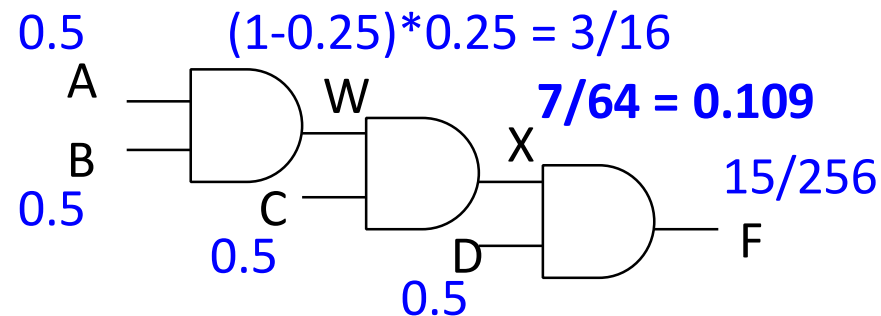 0.5
(1-0.25)*0.25 = 3/16
A
W
7/64 = 0.109
B
X
15/256
0.5
C
F
0.5
D
0.5